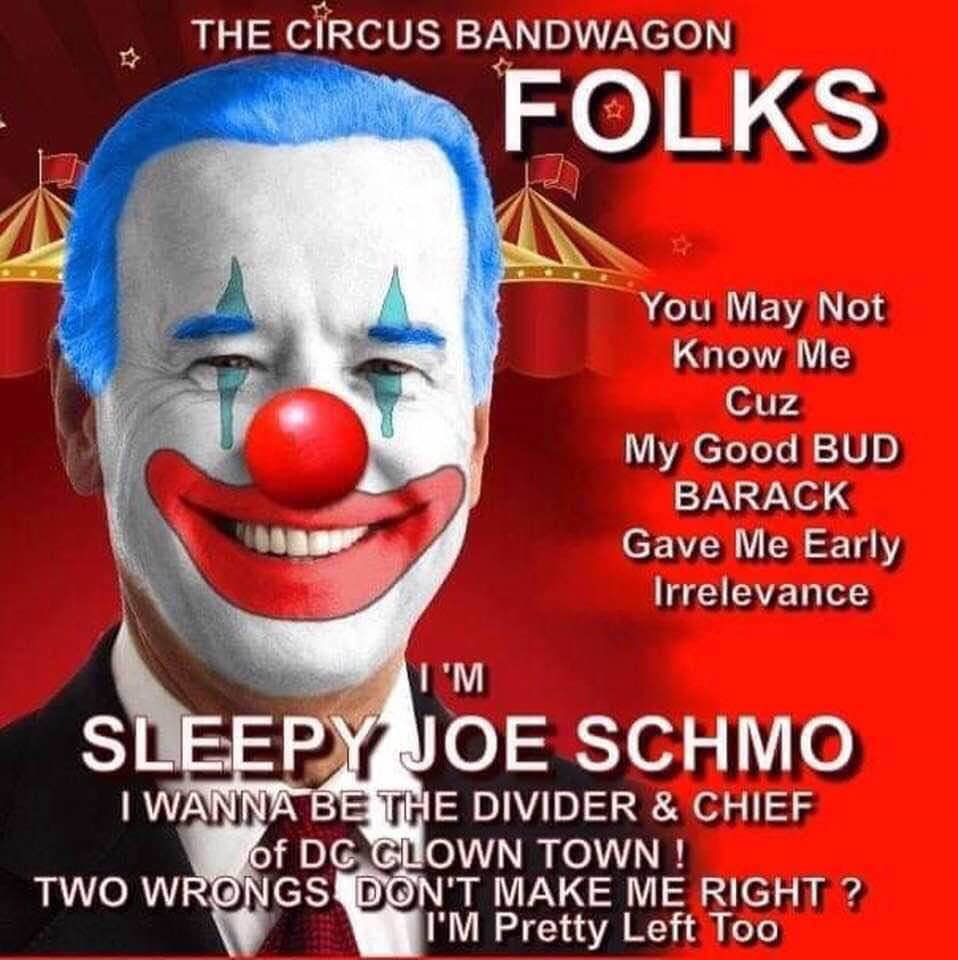 THE CIRCUS BANDWAGON
FOLKS
You May Not
Know Me
Cuz
My Good BUD
BARACK
Gave Me Early
Irrelevance
I 'M
SLEEPY JOE SCHMO
I WANNA BE THE DIVIDER & CHIEF
of DC CLOWN TOWN !
TWO WRONGS DON'T MAKE ME RIGHT ?
I'M Pretty Left Too